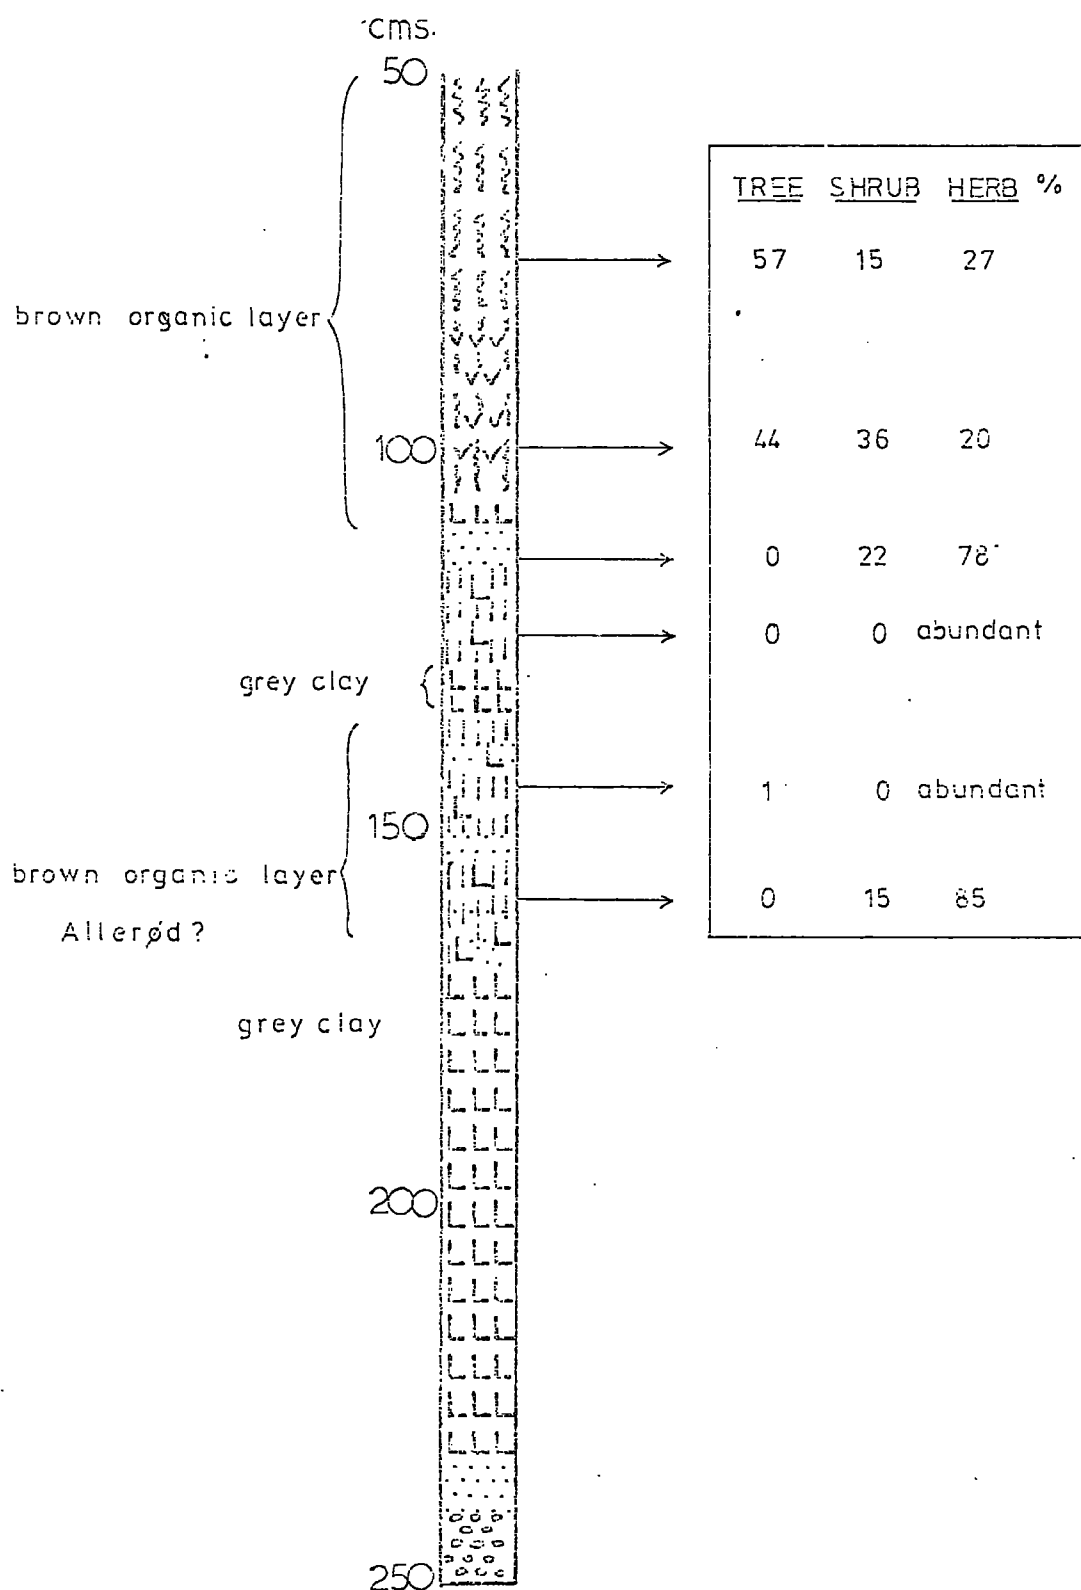 cms.
50
TREE SHRUB HERB %
57 15 27
brown organic layer
100
44 36 20
0 22 78
0 0 abundant
grey clay
1 0 abundant
150
brown organic layer
0 15 85
Allerød?
grey clay
200
250